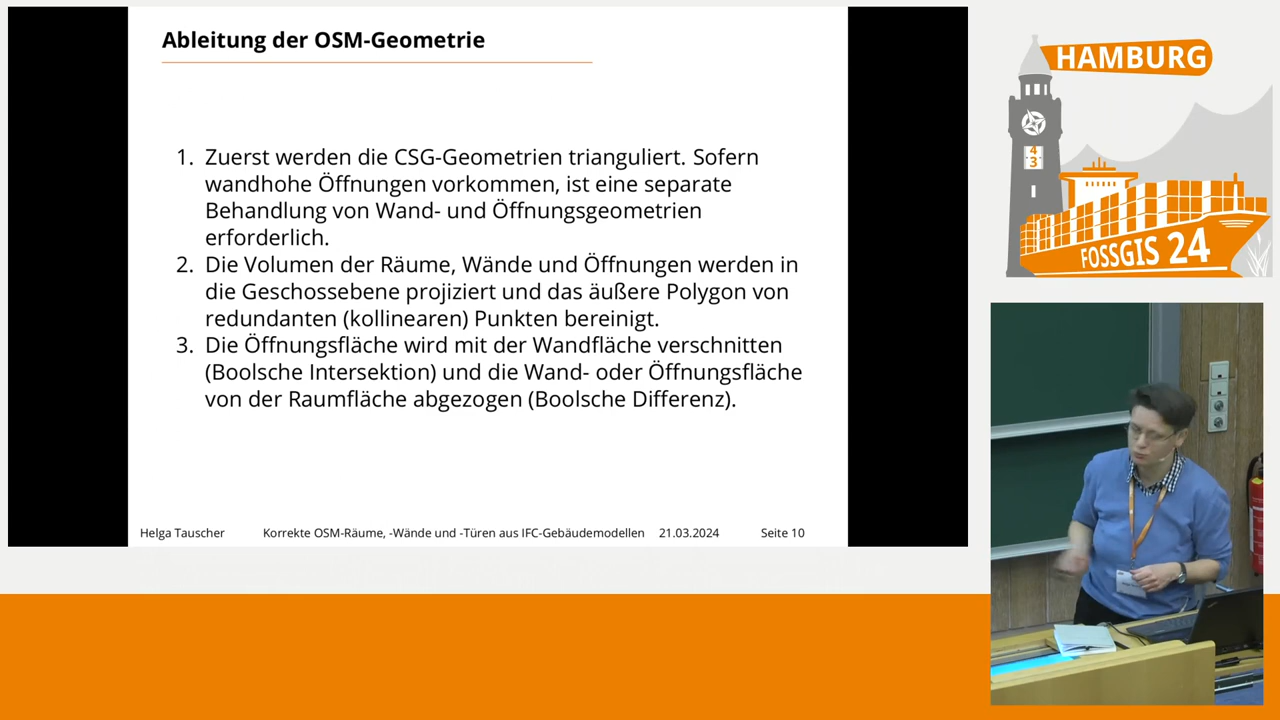 Ableitung der OSM-Geometrie
1. Zuerst werden die CSG-Geometrien trianguliert. Sofern
wandhohe Öffnungen vorkommen, ist eine separate
Behandlung von Wand- und Öffnungsgeometrien
erforderlich.
2. Die Volumen der Räume, Wände und Öffnungen werden in
die Geschossebene projiziert und das äußere Polygon von
redundanten (kollinearen) Punkten bereinigt.
3. Die Öffnungsfläche wird mit der Wandfläche verschnitten
(Boolsche Intersektion) und die Wand- oder Öffnungsfläche
von der Raumfläche abgezogen (Boolsche Differenz).
Helga Tauscher Korrekte OSM-Räume, -Wände und -Türen aus IFC-Gebäudemodellen 21.03.2024 Seite 10
HAMBURG
4
3
FOSSGIS 24